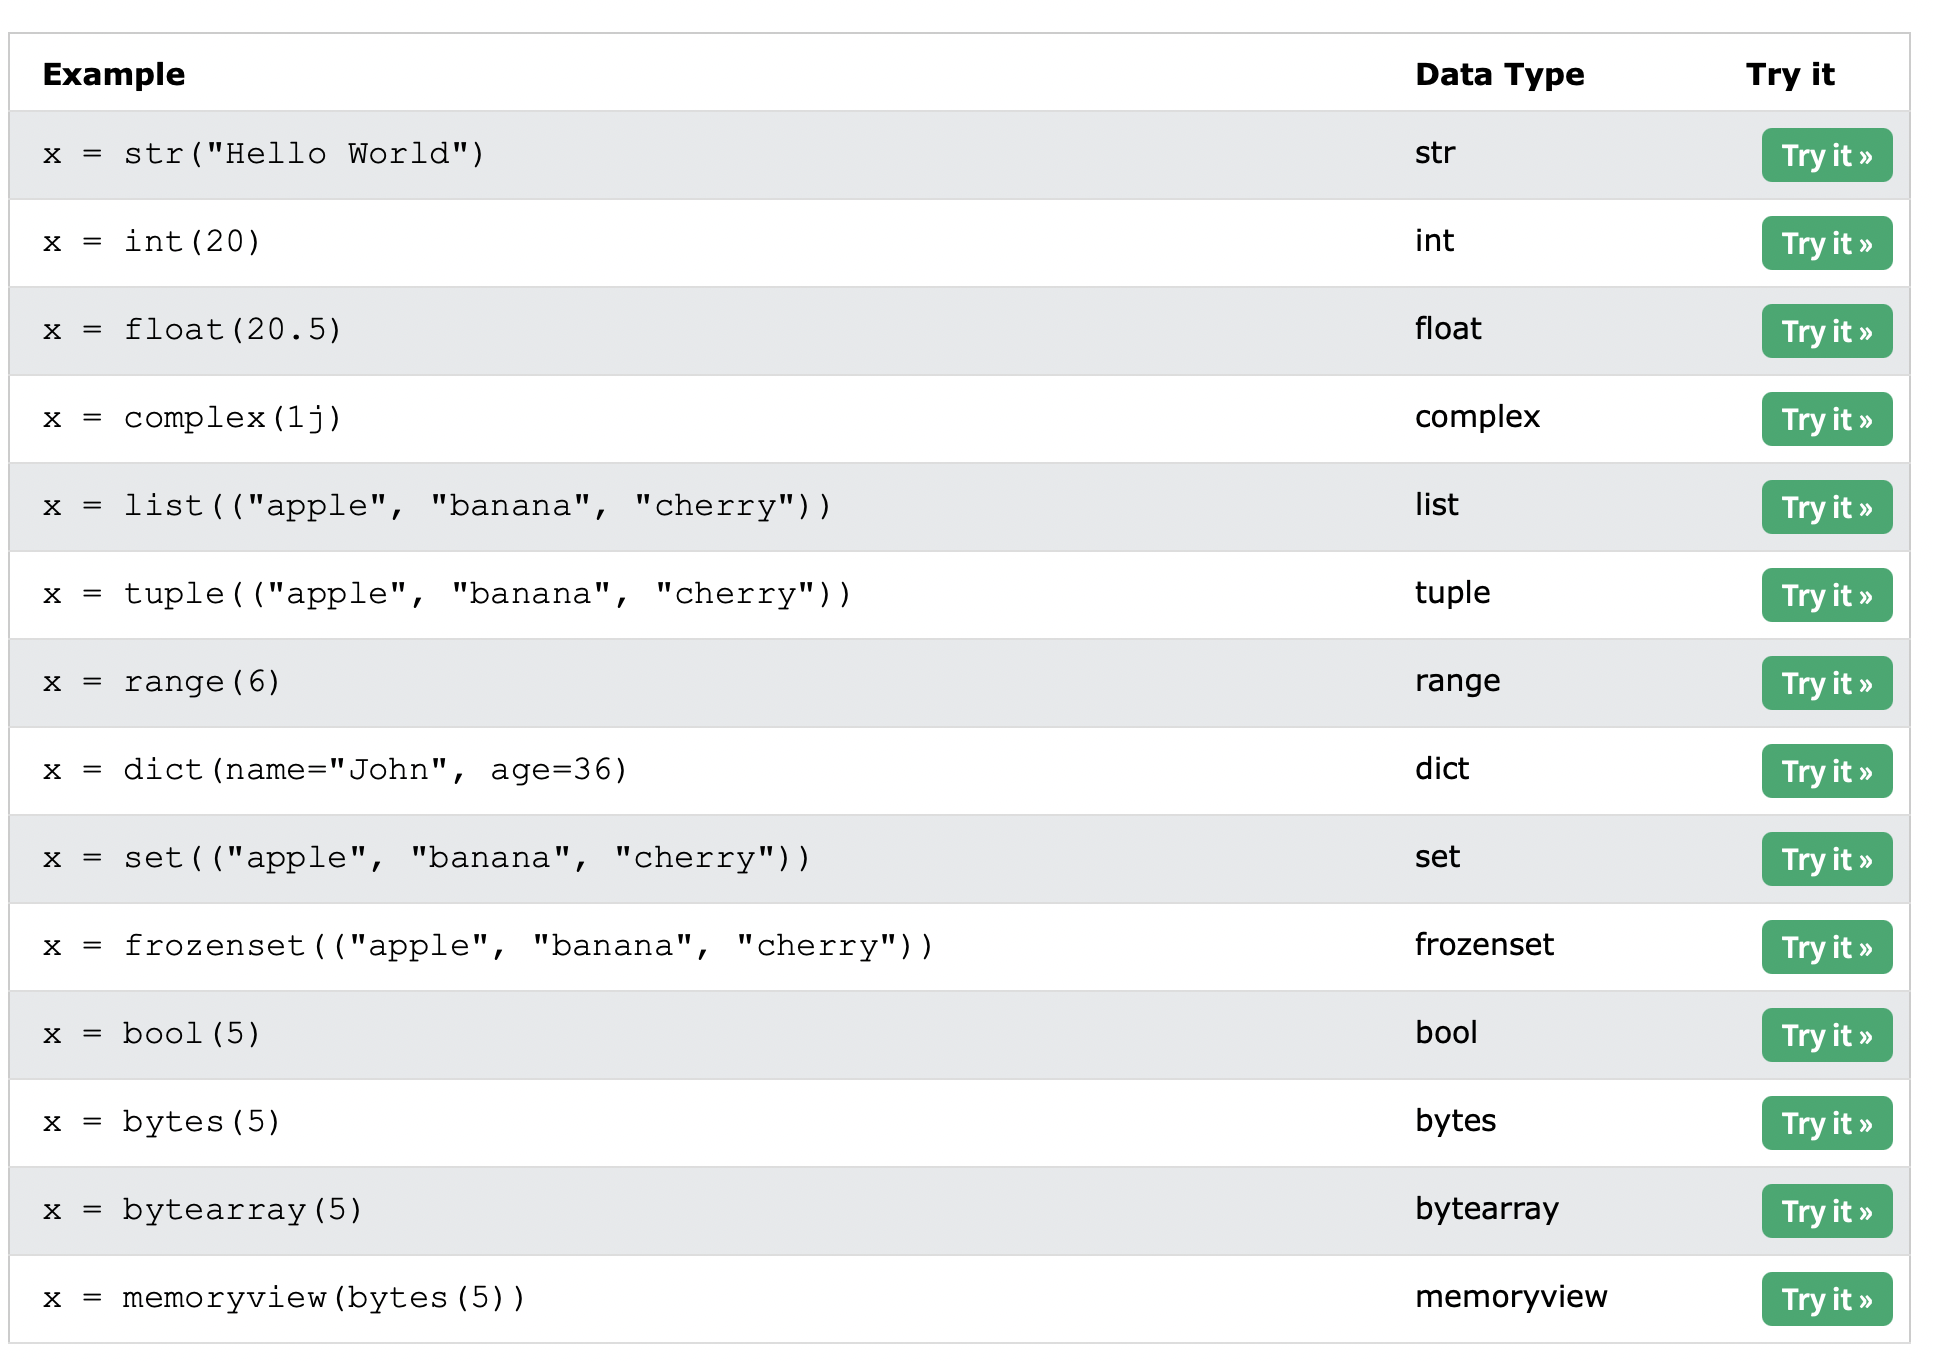 Example Data Type Try it
x = str("Hello World") str Try it »
x = int(20) int Try it »
x = float(20.5) float Try it »
x = complex(1j) complex Try it »
x = list(("apple", "banana", "cherry")) list Try it »
x = tuple(("apple", "banana", "cherry")) tuple Try it »
x = range(6) range Try it »
x = dict(name="John", age=36) dict Try it »
x = set(("apple", "banana", "cherry")) set Try it »
x = frozenset(("apple", "banana", "cherry")) frozenset Try it »
x = bool(5) bool Try it »
x = bytes(5) bytes Try it »
x = bytearray(5) bytearray Try it »
x = memoryview(bytes(5)) memoryview Try it »